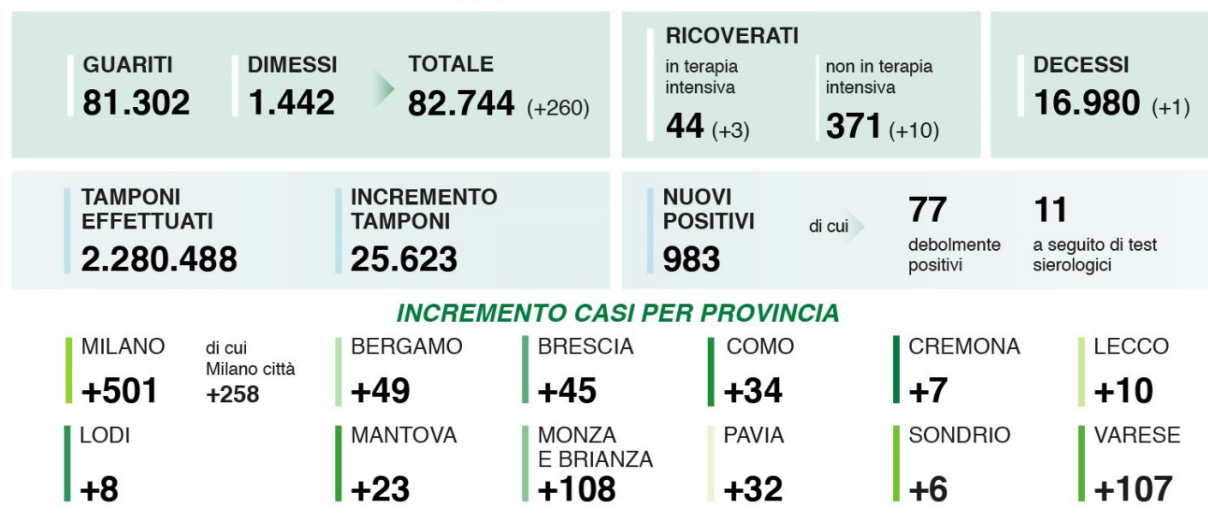 GUARITI
81.302
DIMESSI
1.442
TOTALE
82.744 (+260)
RICOVERATI
in terapia
intensiva
44 (+3)
non in terapia
intensiva
371 (+10)
DECESSI
16.980 (+1)
TAMPONI
EFFETTUATI
2.280.488
INCREMENTO
TAMPONI
25.623
NUOVI
POSITIVI
983
di cui
77
debolmente
positivi
11
a seguito di test
sierologici
INCREMENTO CASI PER PROVINCIA
MILANO
+501
di cui
Milano città
+258
BERGAMO
+49
BRESCIA
+45
COMO
+34
CREMONA
+7
LECCO
+10
LODI
+8
MANTOVA
+23
MONZA
E BRIANZA
+108
PAVIA
+32
SONDRIO
+6
VARESE
+107